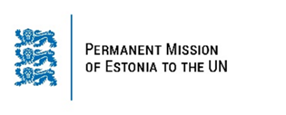 Permanent Mission
of Estonia to the UN